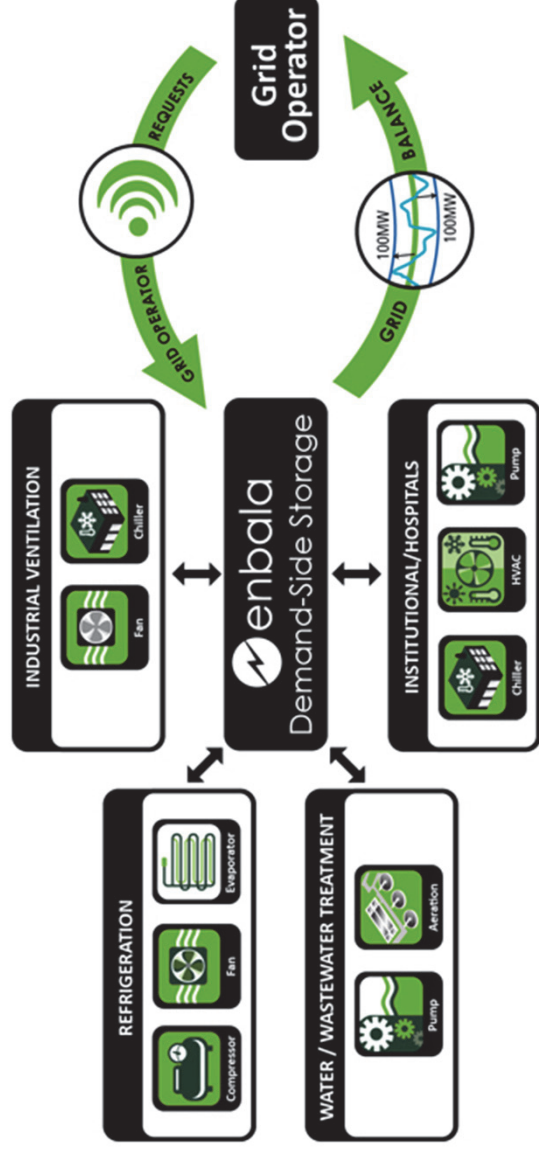 REFRIGERATION
Compressor
Fan
Evaporator
INDUSTRIAL VENTILATION
Fan
Chiller
WATER / WASTEWATER TREATMENT
Pump
Aeration
INSTITUTIONAL/HOSPITALS
Chiller
HVAC
Pump
enbala
Demand-Side Storage
GRID OPERATOR REQUESTS
Grid
Operator
GRID BALANCE
100MW
100MW